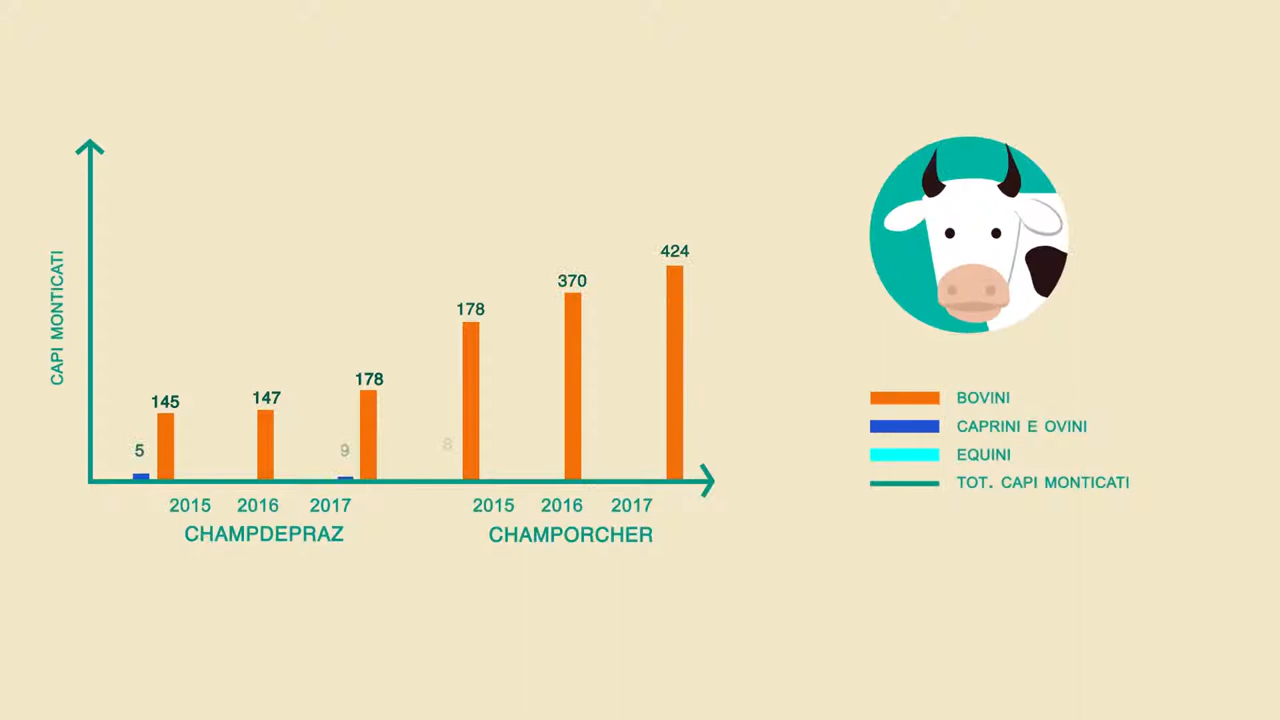 CAPI MONTICATI
424
370
178
178
147
145
5
9
8
2015 2016 2017
CHAMPDEPRAZ
2015 2016 2017
CHAMPORCHER
BOVINI
CAPRINI E OVINI
EQUINI
TOT. CAPI MONTICATI